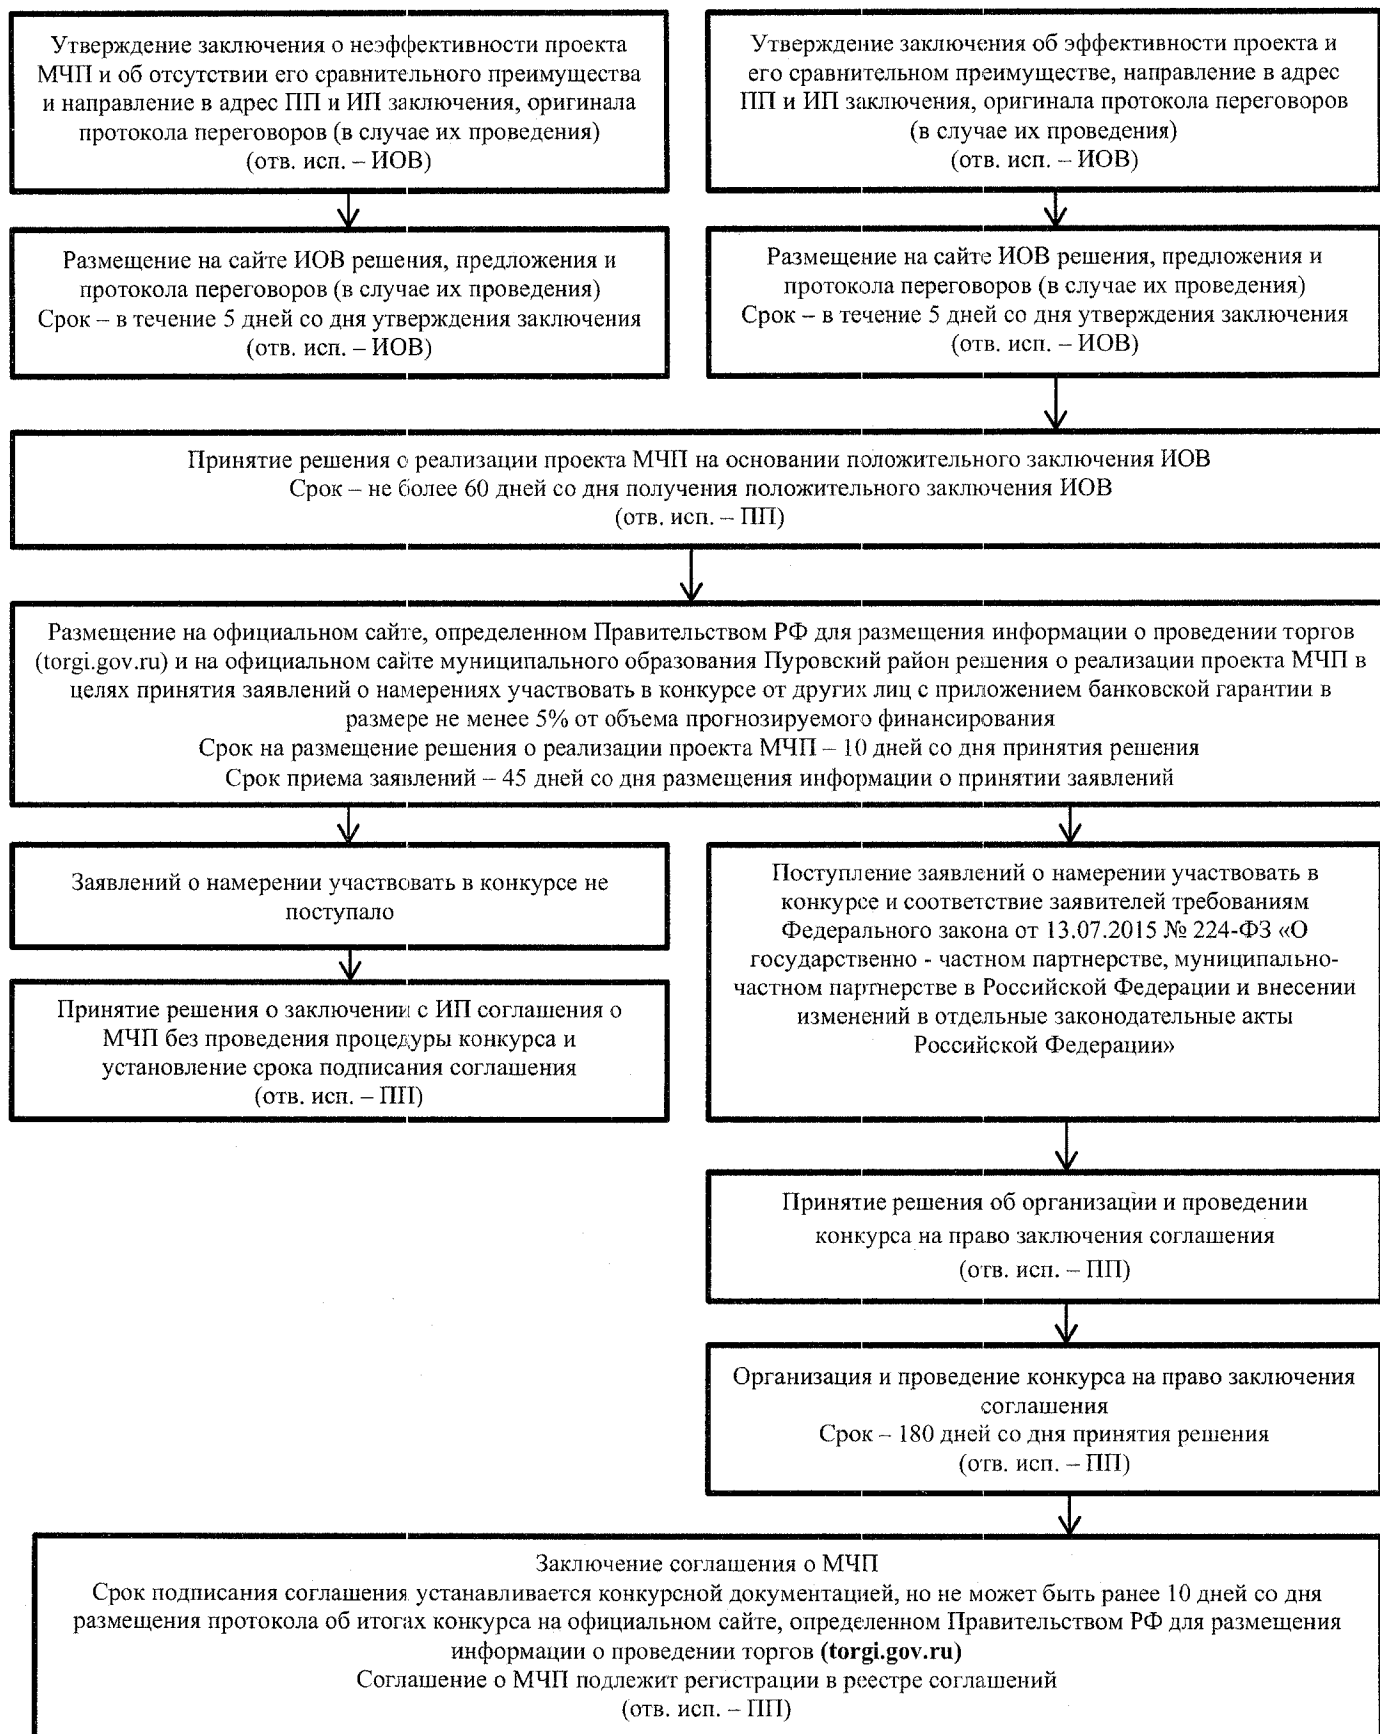 Утверждение заключения о неэффективности проекта
МЧП и об отсутствии его сравнительного преимущества
и направление в адрес ПП и ИП заключения, оригинала
протокола переговоров (в случае их проведения)
(отв. исп. – ИОВ)
Утверждение заключения об эффективности проекта и
его сравнительном преимуществе, направление в адрес
ПП и ИП заключения, оригинала протокола переговоров
(в случае их проведения)
(отв. исп. – ИОВ)
Размещение на сайте ИОВ решения, предложения и
протокола переговоров (в случае их проведения)
Срок – в течение 5 дней со дня утверждения заключения
(отв. исп. – ИОВ)
Размещение на сайте ИОВ решения, предложения и
протокола переговоров (в случае их проведения)
Срок – в течение 5 дней со дня утверждения заключения
(отв. исп. – ИОВ)
Принятие решения о реализации проекта МЧП на основании положительного заключения ИОВ
Срок – не более 60 дней со дня получения положительного заключения ИОВ
(отв. исп. – ПП)
Размещение на официальном сайте, определенном Правительством РФ для размещения информации о проведении торгов
(torgi.gov.ru) и на официальном сайте муниципального образования Пуровский район решения о реализации проекта МЧП в
целях принятия заявлений о намерениях участвовать в конкурсе от других лиц с приложением банковской гарантии в
размере не менее 5% от объема прогнозируемого финансирования
Срок на размещение решения о реализации проекта МЧП – 10 дней со дня принятия решения
Срок приема заявлений – 45 дней со дня размещения информации о принятии заявлений
Заявлений о намерении участвовать в конкурсе не
поступало
Принятие решения о заключении с ИП соглашения о
МЧП без проведения процедуры конкурса и
установление срока подписания соглашения
(отв. исп. – ПП)
Поступление заявлений о намерении участвовать в
конкурсе и соответствие заявителей требованиям
Федерального закона от 13.07.2015 № 224-ФЗ «О
государственно - частном партнерстве, муниципально-
частном партнерстве в Российской Федерации и внесении
изменений в отдельные законодательные акты
Российской Федерации»
Принятие решения об организации и проведении
конкурса на право заключения соглашения
(отв. исп. – ПП)
Организация и проведение конкурса на право заключения
соглашения
Срок – 180 дней со дня принятия решения
(отв. исп. – ПП)
Заключение соглашения о МЧП
Срок подписания соглашения устанавливается конкурсной документацией, но не может быть ранее 10 дней со дня
размещения протокола об итогах конкурса на официальном сайте, определенном Правительством РФ для размещения
информации о проведении торгов (torgi.gov.ru)
Соглашение о МЧП подлежит регистрации в реестре соглашений
(отв. исп. – ПП)